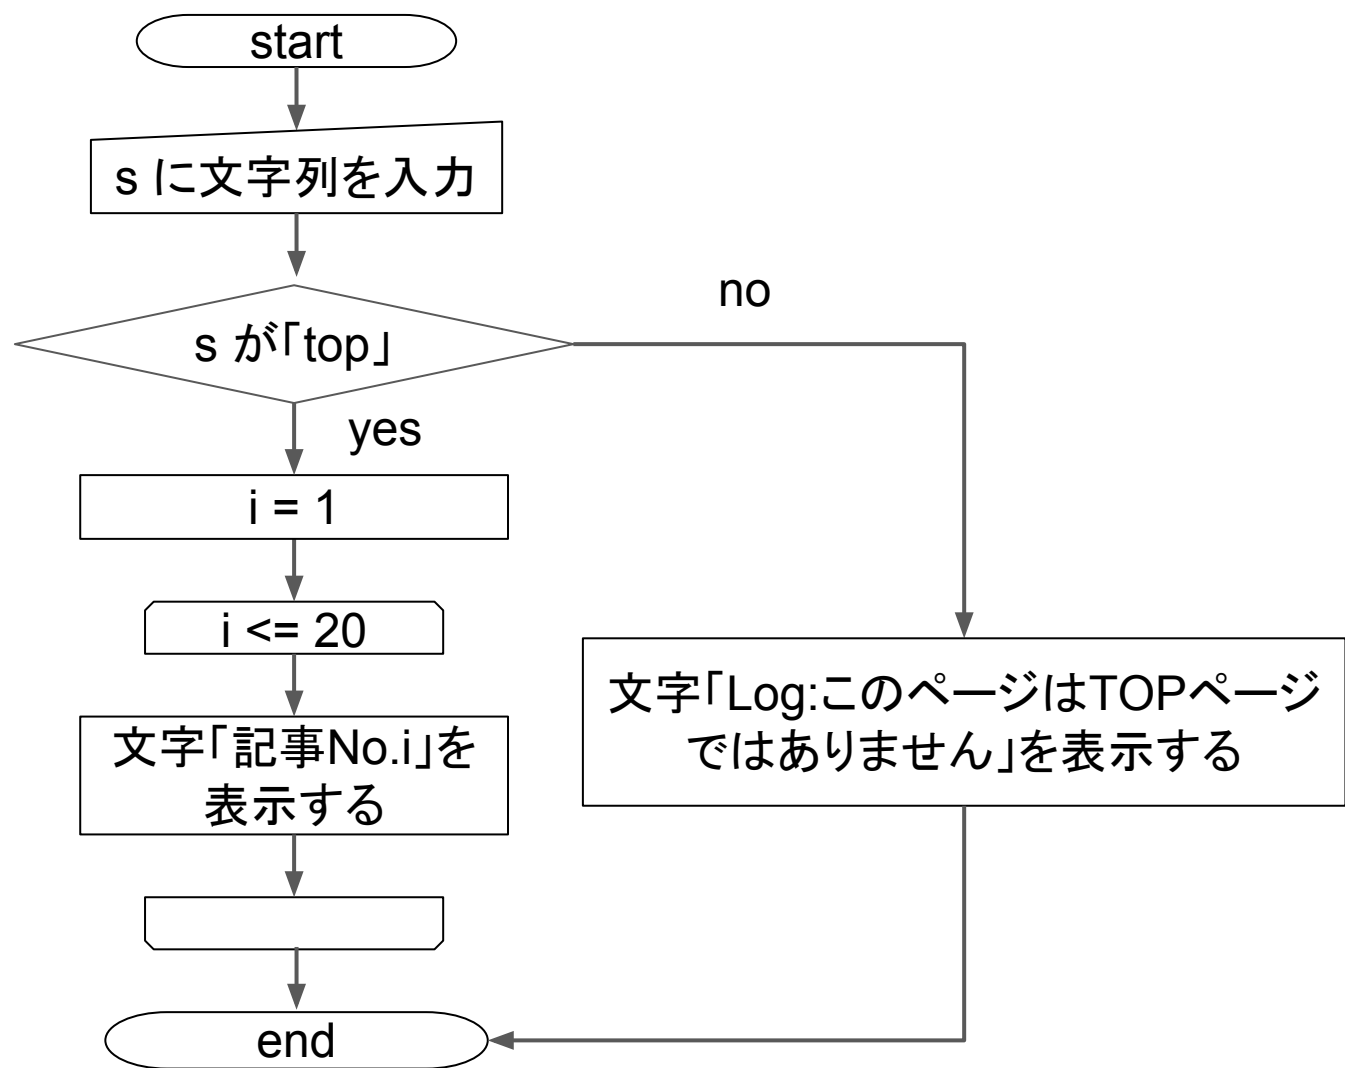 start
s に文字列を入力
no
s が「top」
yes
i = 1
i <= 20
文字「Log:このページはTOPページ
ではありません」を表示する
文字「記事No.i」を
表示する
end